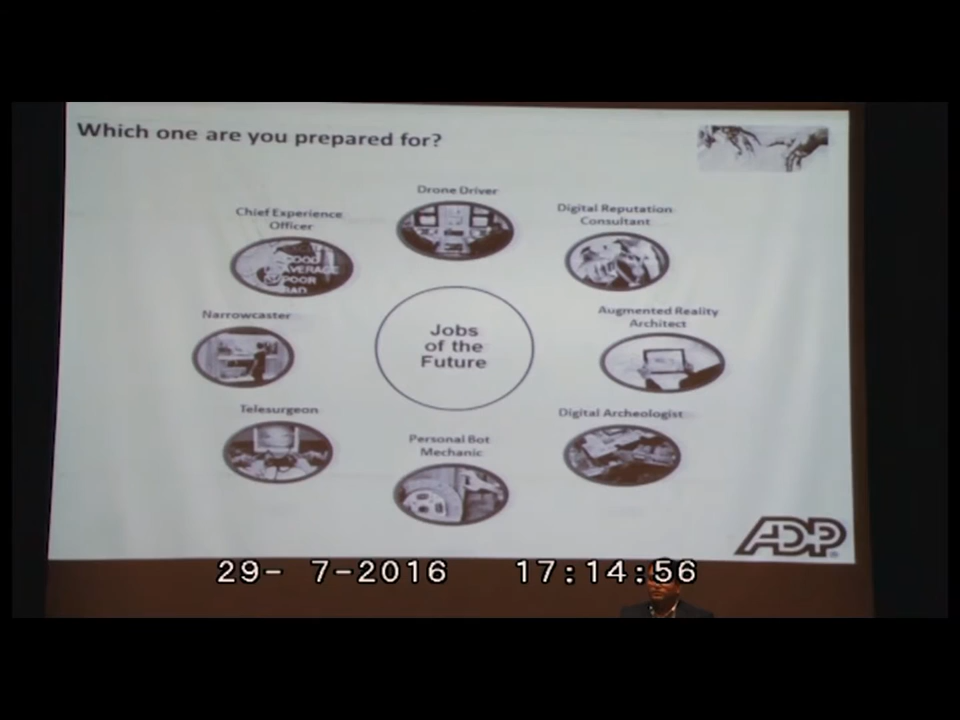 Which one are you prepared for?
Drone Driver
Chief Experience
Officer
Digital Reputation
Consultant
GOOD
AVERAGE
POOR
BAD
Narrowcaster
Augmented Reality
Architect
Jobs
of the
Future
Telesurgeon
Digital Archeologist
Personal Bot
Mechanic
ADP
29- 7-2016 17:14:56